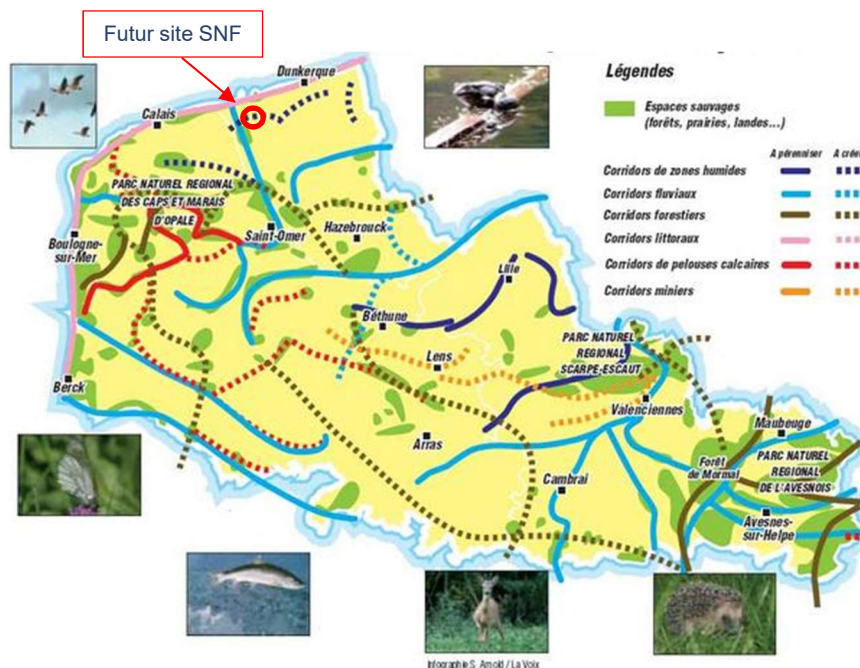 Futur site SNF
Dunkerque
Calais
PARC NATUREL REGIONAL
DES CAPS ET MARAIS
D'OPALE
Boulogne-
sur-Mer
Saint-Omer
Hazebrouck
Lille
Béthune
Lens
PARC NATUREL
REGIONAL
SCARPE-ESCAUT
Berck
Arras
Valenciennes
Cambrai
Maubeuge
Forêt
de Mormal
PARC NATUREL
REGIONAL
DE L'AVESNOIS
Avesnes-
sur-Helpe
Légendes
Espaces sauvages
(forêts, prairies, landes...)
A pérenniser
Corridors de zones humides
Corridors fluviaux
Corridors forestiers
Corridors littoraux
Corridors de pelouses calcaires
Corridors miniers
Infographie S. Arnold / La Voix